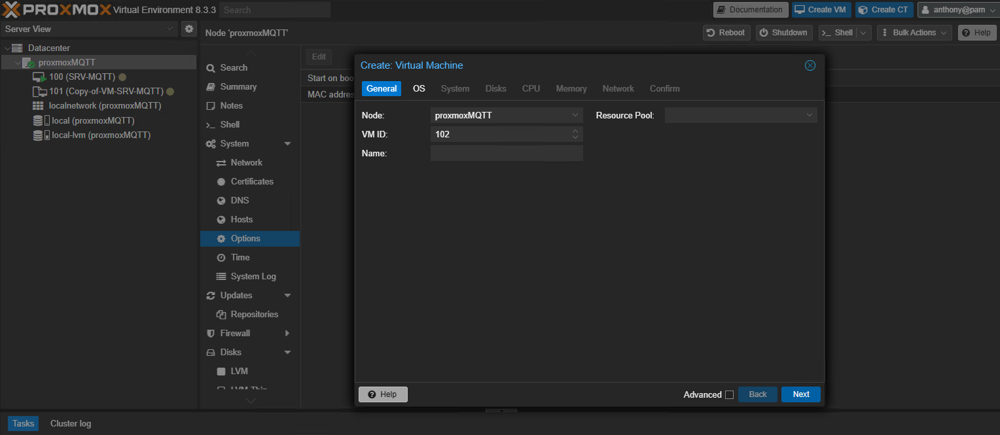 PROXMOX Virtual Environment 8.3.3 Search Documentation Create VM Create CT anthony@pam
Server View
Node 'proxmoxMQTT' Reboot Shutdown Shell Bulk Actions Help
Datacenter
proxmoxMQTT
100 (SRV-MQTT)
101 (Copy-of-VM-SRV-MQTT)
localnetwork (proxmoxMQTT)
local (proxmoxMQTT)
local-lvm (proxmoxMQTT)
Search
Summary
Notes
Shell
System
Network
Certificates
DNS
Hosts
Options
Time
System Log
Updates
Repositories
Firewall
Disks
LVM
LVM-Thin
Edit
Start on boo
MAC addres
Create: Virtual Machine
General OS System Disks CPU Memory Network Confirm
Node: proxmoxMQTT Resource Pool:
VM ID: 102
Name:
Help Advanced Back Next
Tasks Cluster log